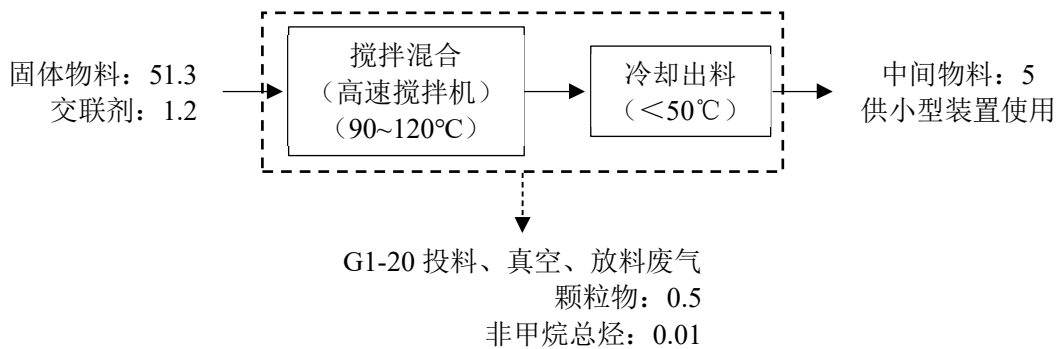 固体物料：51.3
交联剂：1.2
搅拌混合
（高速搅拌机）
（90~120℃）
冷却出料
（＜50℃）
中间物料：5
供小型装置使用
G1-20 投料、真空、放料废气
颗粒物：0.5
非甲烷总烃：0.01